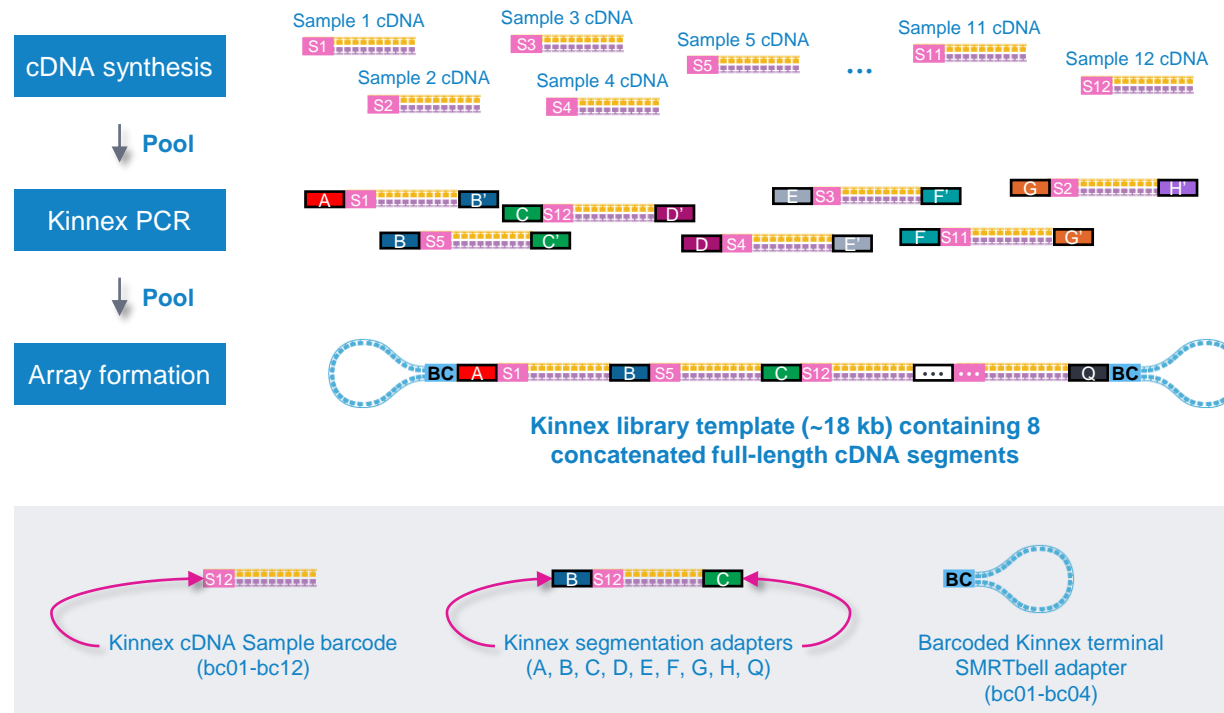 Sample 1 cDNA
Sample 3 cDNA
Sample 5 cDNA
Sample 11 cDNA
Sample 12 cDNA
S1
S3
S5
S11
S12
cDNA synthesis
...
Sample 2 cDNA
Sample 4 cDNA
S2
S4
Pool
Kinnex PCR
A S1 B'
C S12 D'
E S3 F'
G S2 H'
B S5 C'
D S4 E'
F S11 G'
Pool
Array formation
BC A S1 B S5 C S12 ... ... Q BC
Kinnex library template (~18 kb) containing 8
concatenated full-length cDNA segments
S12
B S12 C
BC
Kinnex cDNA Sample barcode
(bc01-bc12)
Kinnex segmentation adapters
(A, B, C, D, E, F, G, H, Q)
Barcoded Kinnex terminal
SMRTbell adapter
(bc01-bc04)